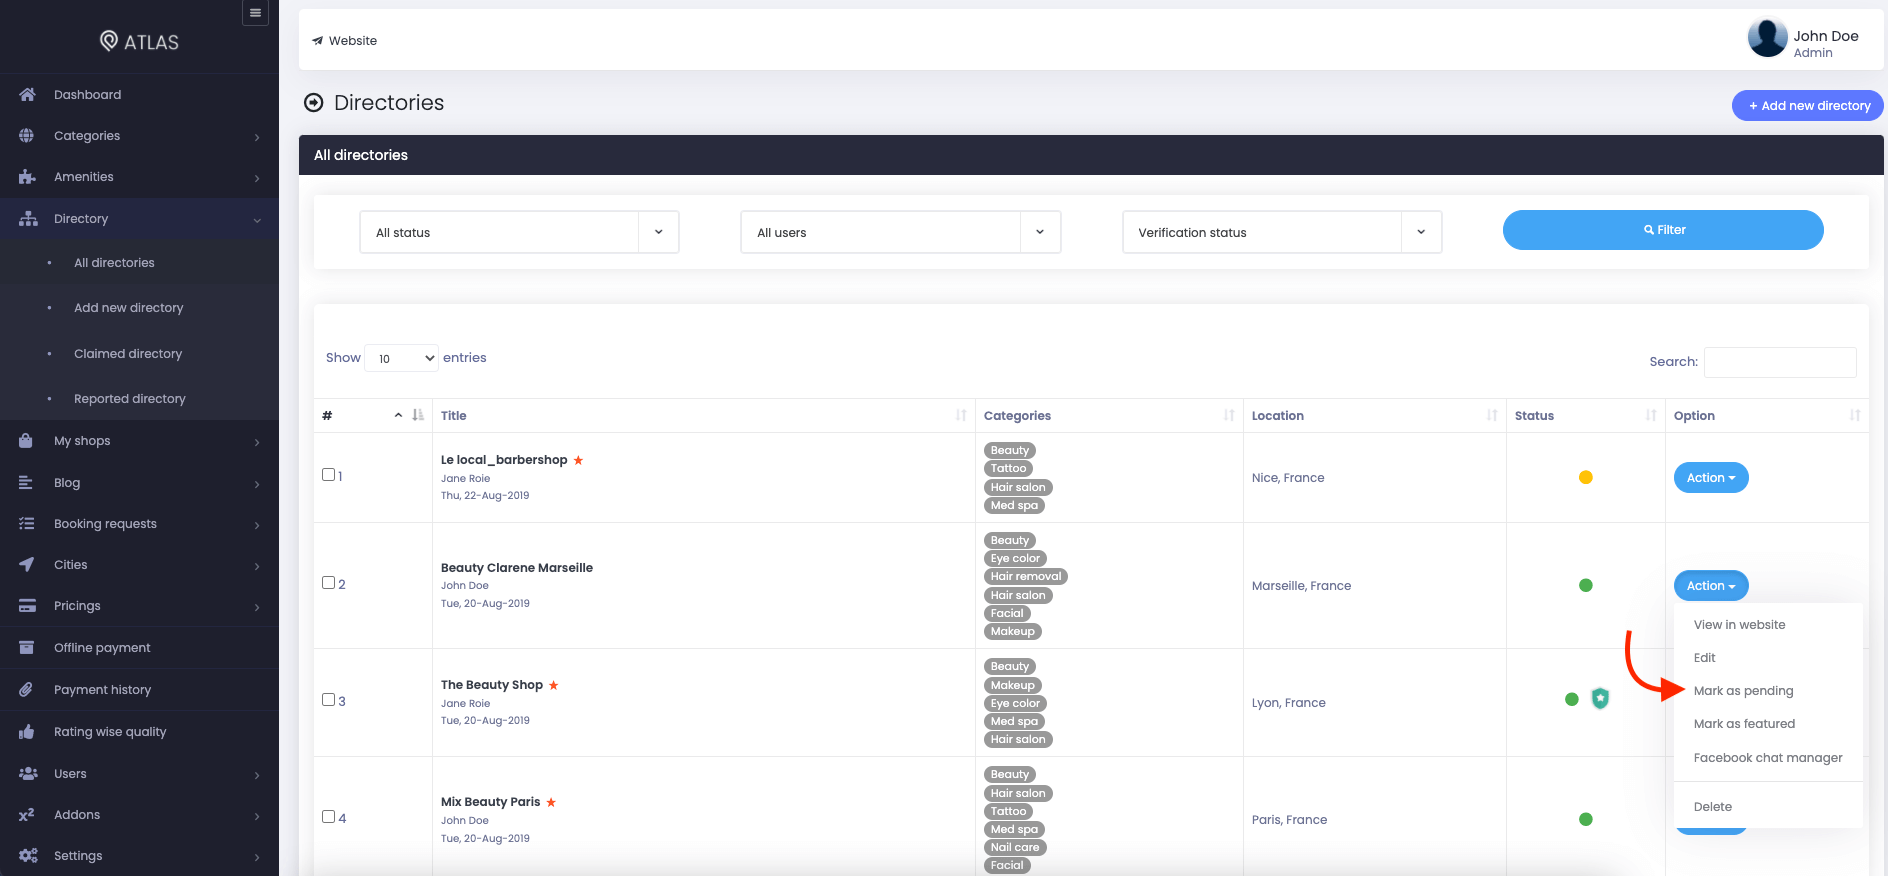 ATLAS
Dashboard
Categories
Amenities
Directory
All directories
Add new directory
Claimed directory
Reported directory
My shops
Blog
Booking requests
Cities
Pricings
Offline payment
Payment history
Rating wise quality
Users
Addons
Settings
Website
John Doe
Admin
Directories
+ Add new directory
All directories
All status
All users
Verification status
Filter
Show 10 entries
Search:
# Title Categories Location Status Option
1
Le local_barbershop
Jane Roie
Thu, 22-Aug-2019
Beauty
Tattoo
Hair salon
Med spa
Nice, France
Action
2
Beauty Clarene Marseille
John Doe
Tue, 20-Aug-2019
Beauty
Eye color
Hair removal
Hair salon
Facial
Makeup
Marseille, France
Action
View in website
Edit
Mark as pending
Mark as featured
Facebook chat manager
Delete
3
The Beauty Shop
Jane Roie
Tue, 20-Aug-2019
Beauty
Makeup
Eye color
Med spa
Hair salon
Lyon, France
4
Mix Beauty Paris
John Doe
Tue, 20-Aug-2019
Beauty
Hair salon
Tattoo
Med spa
Nail care
Facial
Paris, France